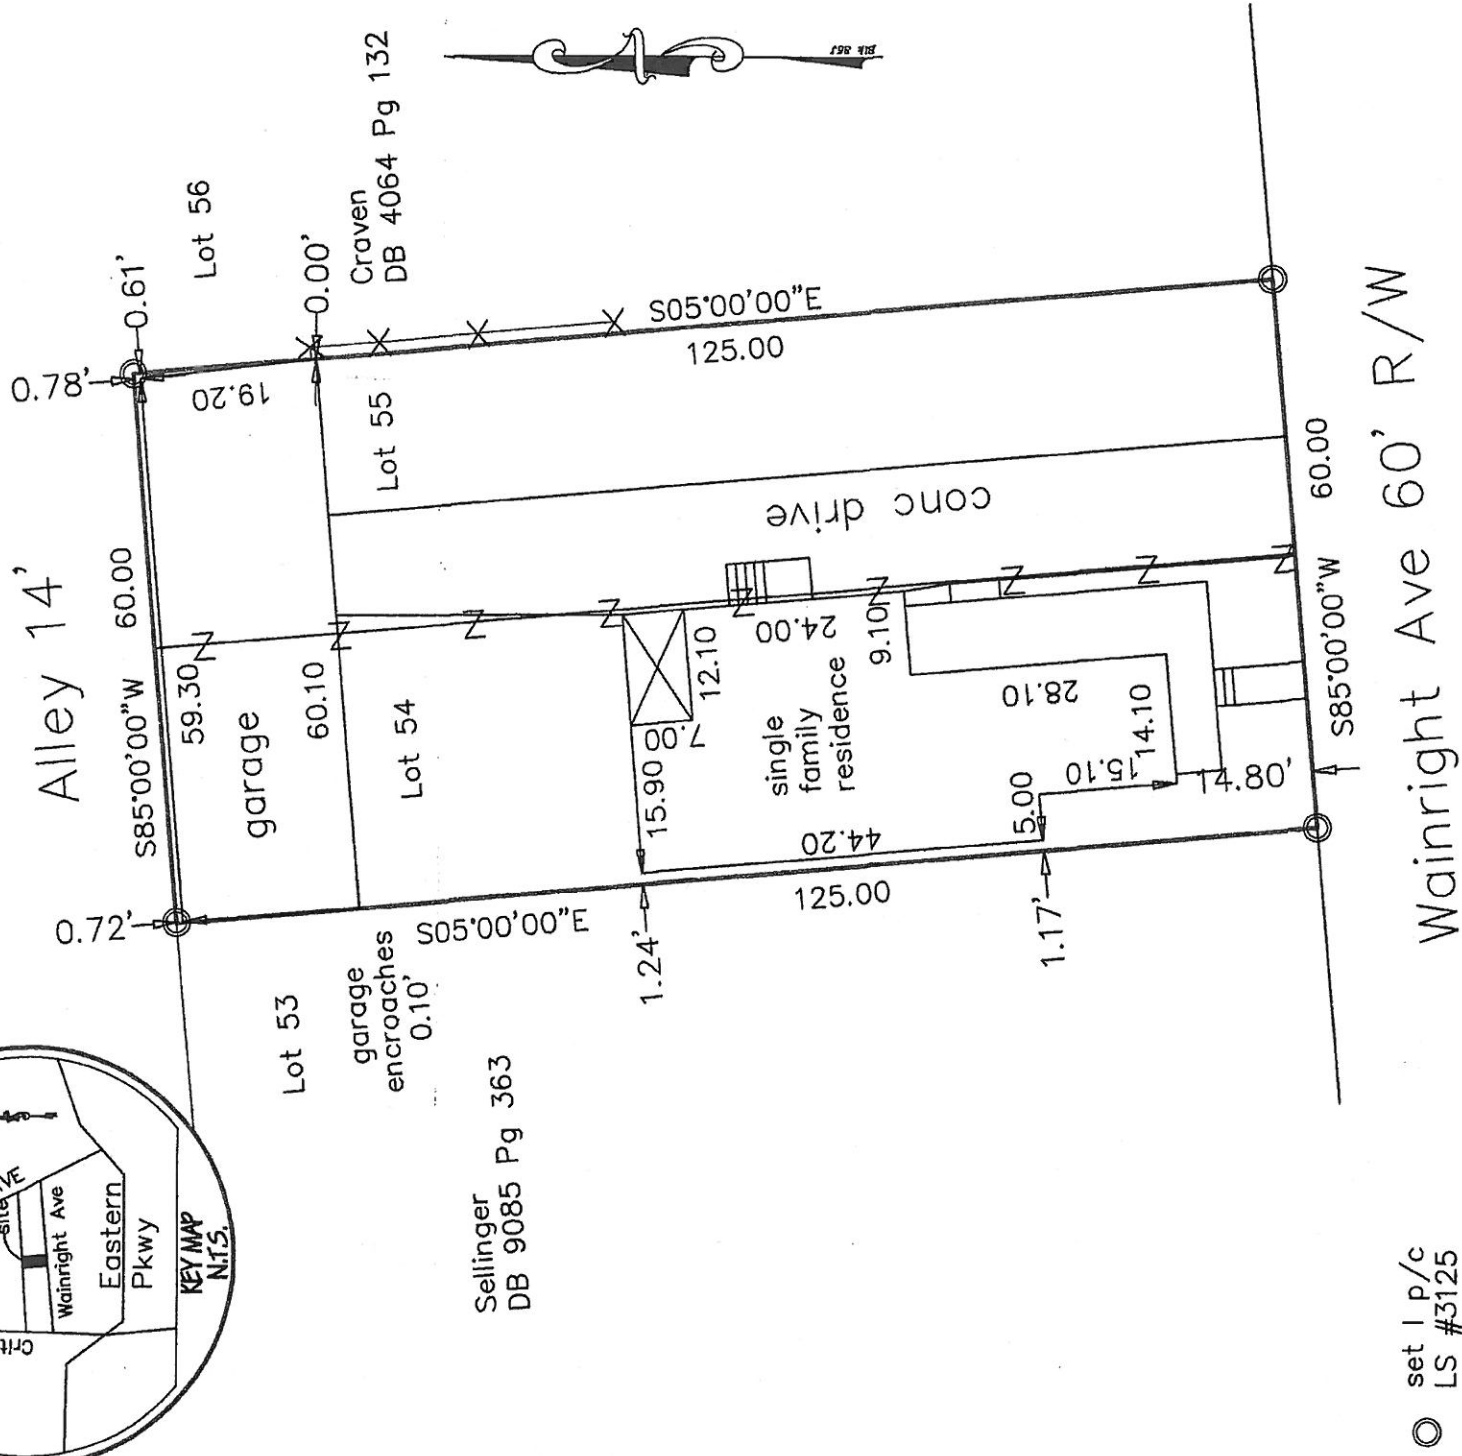 Alley 14'
S85°00'00"W
60.00
0.78'
0.61'
0.72'
19.20
59.30
60.10
garage
Lot 56
0.00'
Craven
DB 4064 Pg 132
Blk 85J
Lot 55
S05°00'00"E
125.00
conc drive
Lot 54
15.90
7.00
12.10
24.00
9.10
single
family
residence
28.10
14.10
15.10
5.00
44.20
14.80'
1.24'
1.17'
125.00
S05°00'00"E
Lot 53
garage
encroaches
0.10'
Sellinger
DB 9085 Pg 363
S85°00'00"W
60.00
Wainright Ave 60' R/W
site
Wainright Ave
Eastern
Pkwy
KEY MAP
N.T.S.
set I p/c
LS #3125